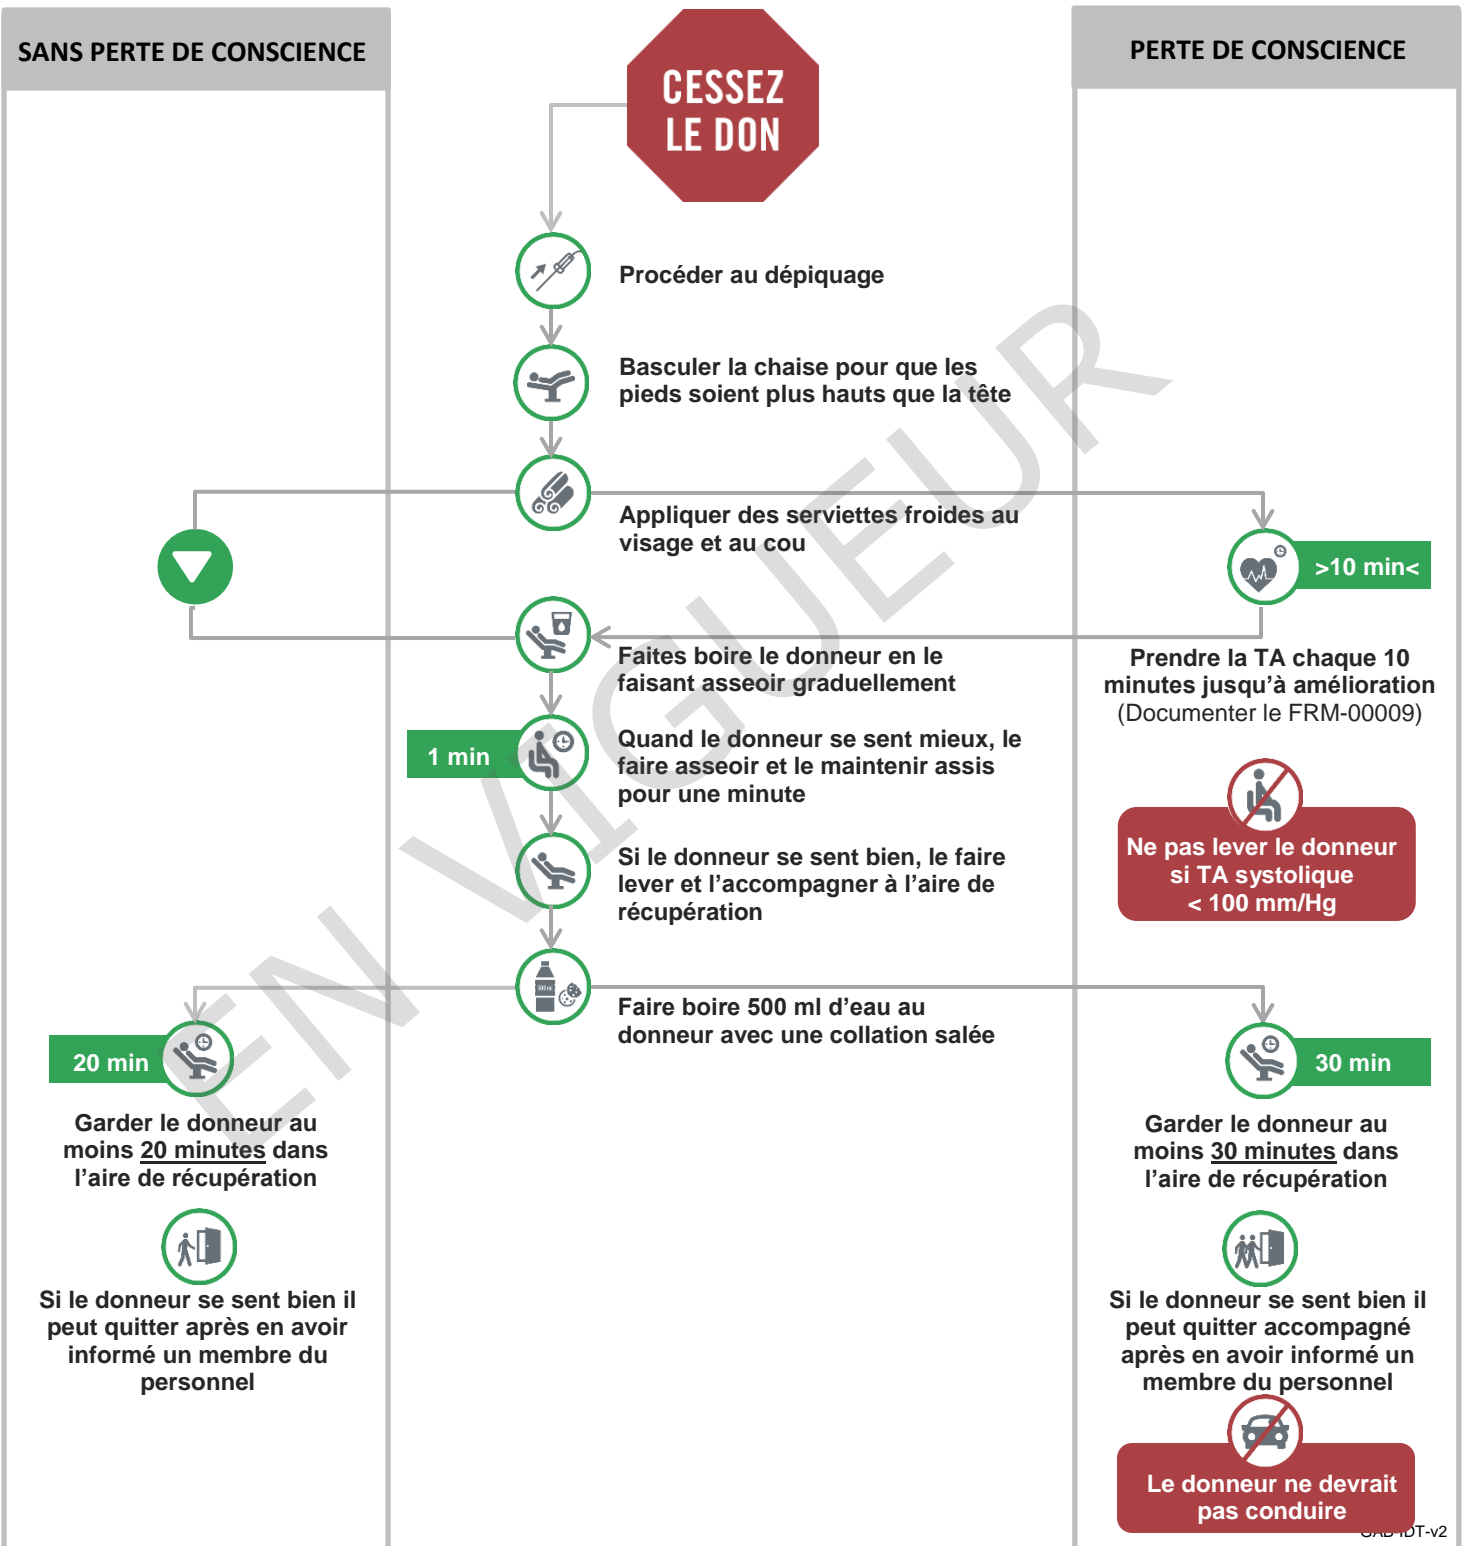 SANS PERTE DE CONSCIENCE
CESSEZ
LE DON
PERTE DE CONSCIENCE
Procéder au dépiquage
Basculer la chaise pour que les
pieds soient plus hauts que la tête
Appliquer des serviettes froides au
visage et au cou
>10 min<
Prendre la TA chaque 10
minutes jusqu’à amélioration
(Documenter le FRM-00009)
Ne pas lever le donneur
si TA systolique
< 100 mm/Hg
Faites boire le donneur en le
faisant asseoir graduellement
1 min
Quand le donneur se sent mieux, le
faire asseoir et le maintenir assis
pour une minute
Si le donneur se sent bien, le faire
lever et l’accompagner à l’aire de
récupération
500 ml
Faire boire 500 ml d’eau au
donneur avec une collation salée
20 min
Garder le donneur au
moins 20 minutes dans
l’aire de récupération
Si le donneur se sent bien il
peut quitter après en avoir
informé un membre du
personnel
30 min
Garder le donneur au
moins 30 minutes dans
l’aire de récupération
Si le donneur se sent bien il
peut quitter accompagné
après en avoir informé un
membre du personnel
Le donneur ne devrait
pas conduire
EN VIGUEUR